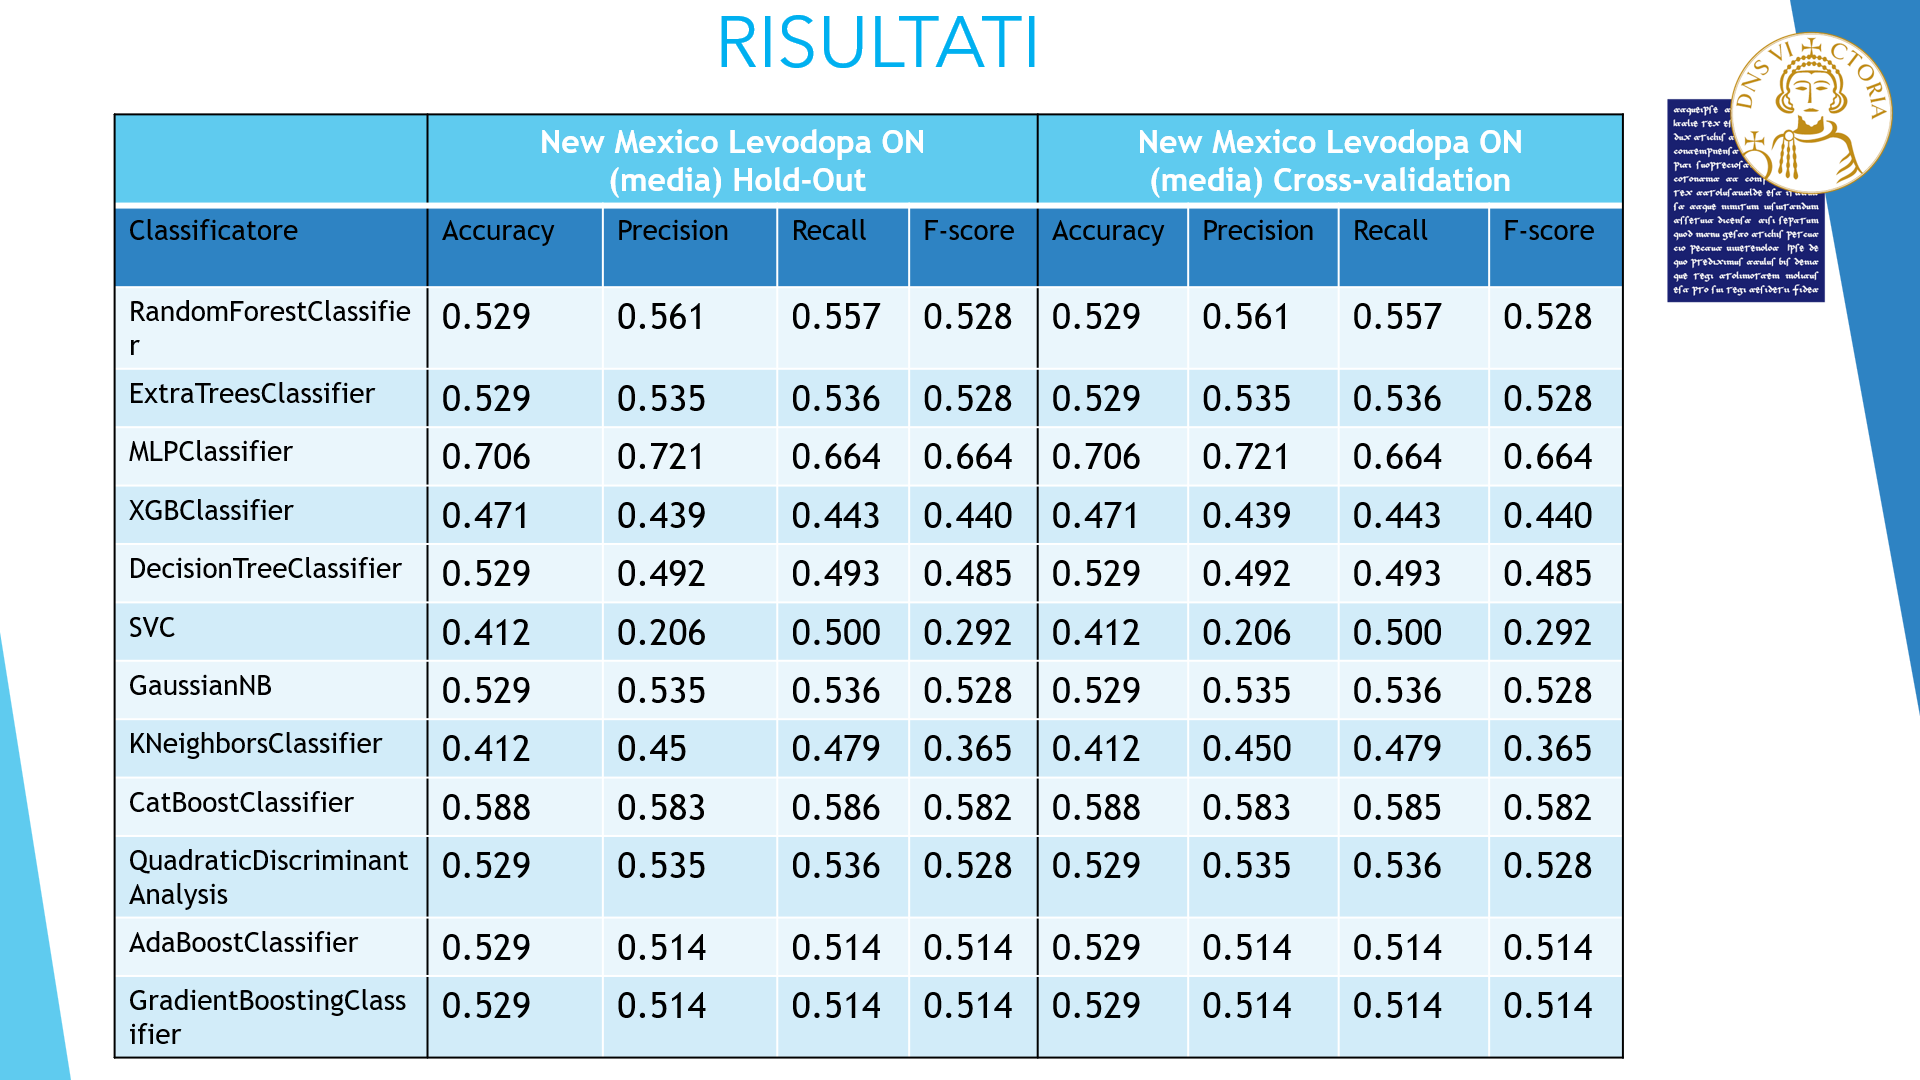 RISULTATI
New Mexico Levodopa ON
(media) Hold-Out
New Mexico Levodopa ON
(media) Cross-validation
Classificatore Accuracy Precision Recall F-score Accuracy Precision Recall F-score
RandomForestClassifie
r 0.529 0.561 0.557 0.528 0.529 0.561 0.557 0.528
ExtraTreesClassifier 0.529 0.535 0.536 0.528 0.529 0.535 0.536 0.528
MLPClassifier 0.706 0.721 0.664 0.664 0.706 0.721 0.664 0.664
XGBClassifier 0.471 0.439 0.443 0.440 0.471 0.439 0.443 0.440
DecisionTreeClassifier 0.529 0.492 0.493 0.485 0.529 0.492 0.493 0.485
SVC 0.412 0.206 0.500 0.292 0.412 0.206 0.500 0.292
GaussianNB 0.529 0.535 0.536 0.528 0.529 0.535 0.536 0.528
KNeighborsClassifier 0.412 0.45 0.479 0.365 0.412 0.450 0.479 0.365
CatBoostClassifier 0.588 0.583 0.586 0.582 0.588 0.583 0.585 0.582
QuadraticDiscriminant
Analysis 0.529 0.535 0.536 0.528 0.529 0.535 0.536 0.528
AdaBoostClassifier 0.529 0.514 0.514 0.514 0.529 0.514 0.514 0.514
GradientBoostingClass
ifier 0.529 0.514 0.514 0.514 0.529 0.514 0.514 0.514
DNS VICTORIA